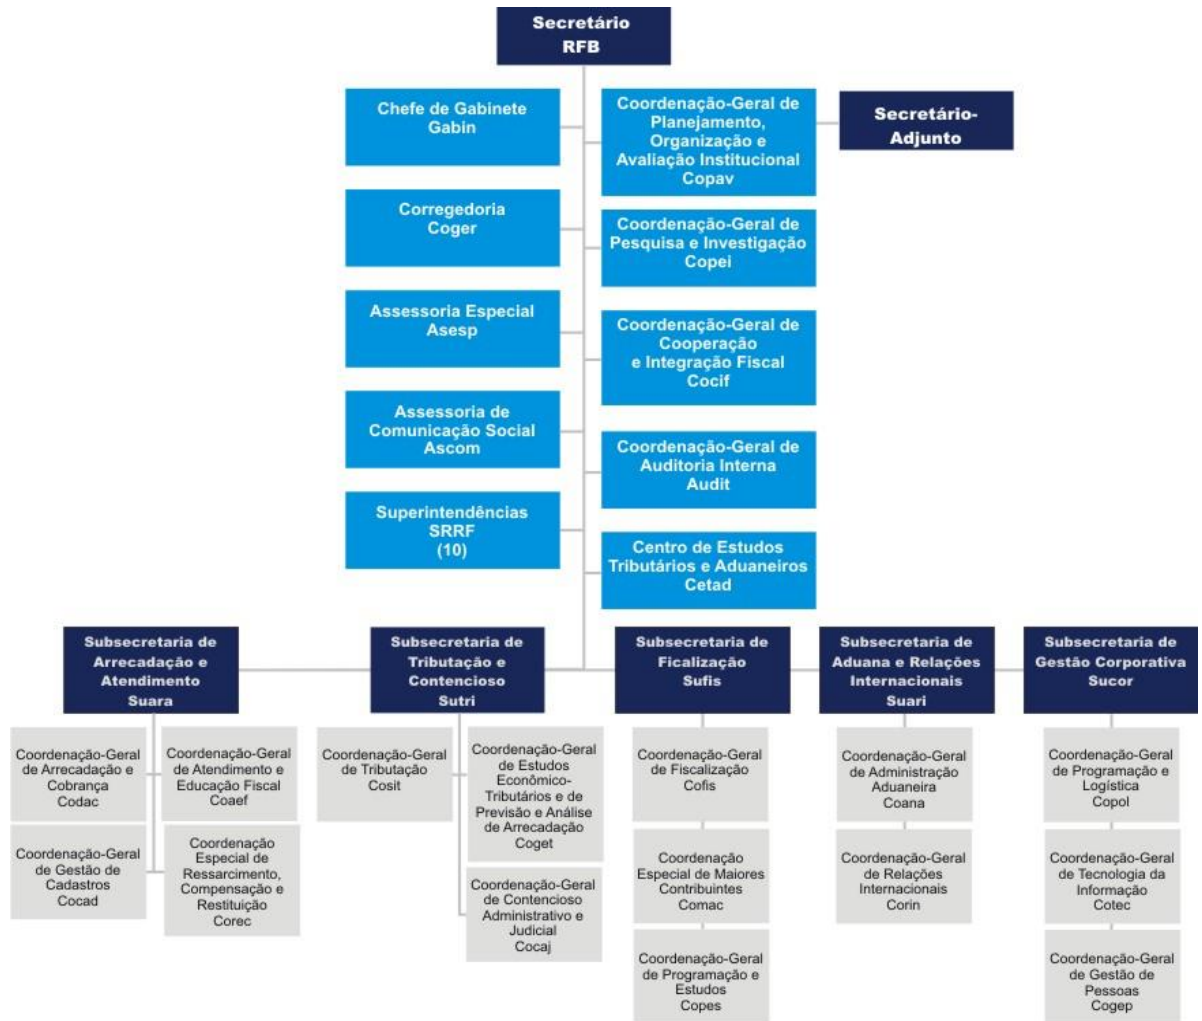 Secretário
RFB
Chefe de Gabinete
Gabin
Coordenação-Geral de
Planejamento,
Organização e
Avaliação Institucional
Copav
Secretário-
Adjunto
Corregedoria
Coger
Coordenação-Geral de
Pesquisa e Investigação
Copei
Assessoria Especial
Asesp
Coordenação-Geral de
Cooperação
e Integração Fiscal
Cocif
Assessoria de
Comunicação Social
Ascom
Coordenação-Geral de
Auditoria Interna
Audit
Superintendências
SRRF
(10)
Centro de Estudos
Tributários e Aduaneiros
Cetad
Subsecretaria de
Arrecadação e
Atendimento
Suara
Subsecretaria de
Tributação e
Contencioso
Sutri
Subsecretaria de
Ficalização
Sufis
Subsecretaria de
Aduana e Relações
Internacionais
Suari
Subsecretaria de
Gestão Corporativa
Sucor
Coordenação-Geral
de Arrecadação e
Cobrança
Codac
Coordenação-Geral
de Atendimento e
Educação Fiscal
Coaef
Coordenação-Geral
de Gestão de
Cadastros
Cocad
Coordenação
Especial de
Ressarcimento,
Compensação e
Restituição
Corec
Coordenação-Geral
de Tributação
Cosit
Coordenação-Geral
de Estudos
Econômico-
Tributários e de
Previsão e Análise
de Arrecadação
Coget
Coordenação-Geral
de Contencioso
Administrativo e
Judicial
Cocaj
Coordenação-Geral
de Fiscalização
Cofis
Coordenação
Especial de Maiores
Contribuintes
Comac
Coordenação-Geral
de Programação e
Estudos
Copes
Coordenação-Geral
de Administração
Aduaneira
Coana
Coordenação-Geral
de Relações
Internacionais
Corin
Coordenação-Geral
de Programação e
Logística
Copol
Coordenação-Geral
de Tecnologia da
Informação
Cotec
Coordenação-Geral
de Gestão de
Pessoas
Cogep